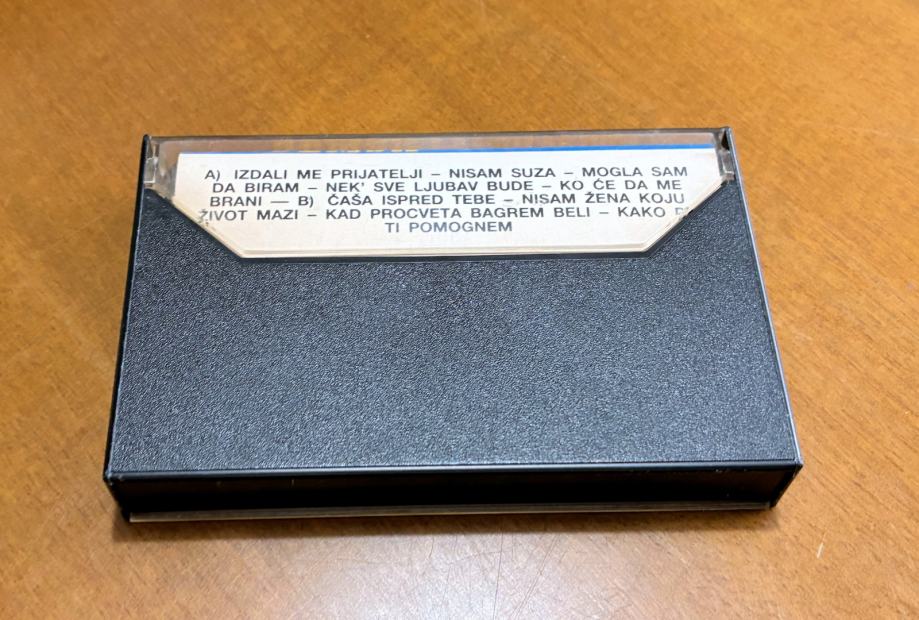 A) IZDALI ME PRIJATELJI – NISAM SUZA – MOGLA SAM
DA BIRAM – NEK' SVE LJUBAV BUDE – KO ĆE DA ME
BRANI — B) ČAŠA ISPRED TEBE – NISAM ŽENA KOJU
ŽIVOT MAZI – KAD PROCVETA BAGREM BELI – KAKO
TI POMOGNEM